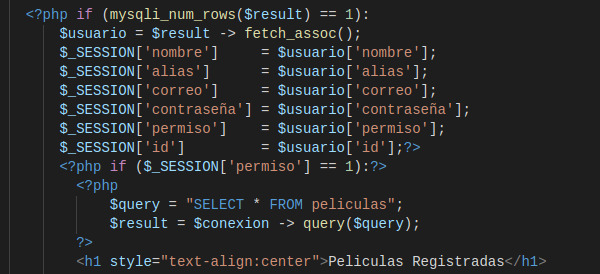 <?php if (mysqli_num_rows($result) == 1):
$usuario = $result -> fetch_assoc();
$_SESSION['nombre']     = $usuario['nombre'];
$_SESSION['alias']      = $usuario['alias'];
$_SESSION['correo']     = $usuario['correo'];
$_SESSION['contraseña'] = $usuario['contraseña'];
$_SESSION['permiso']    = $usuario['permiso'];
$_SESSION['id']         = $usuario['id'];?>
<?php if ($_SESSION['permiso'] == 1):?>
<?php
$query = "SELECT * FROM peliculas";
$result = $conexion -> query($query);
?>
<h1 style="text-align:center">Peliculas Registradas</h1>